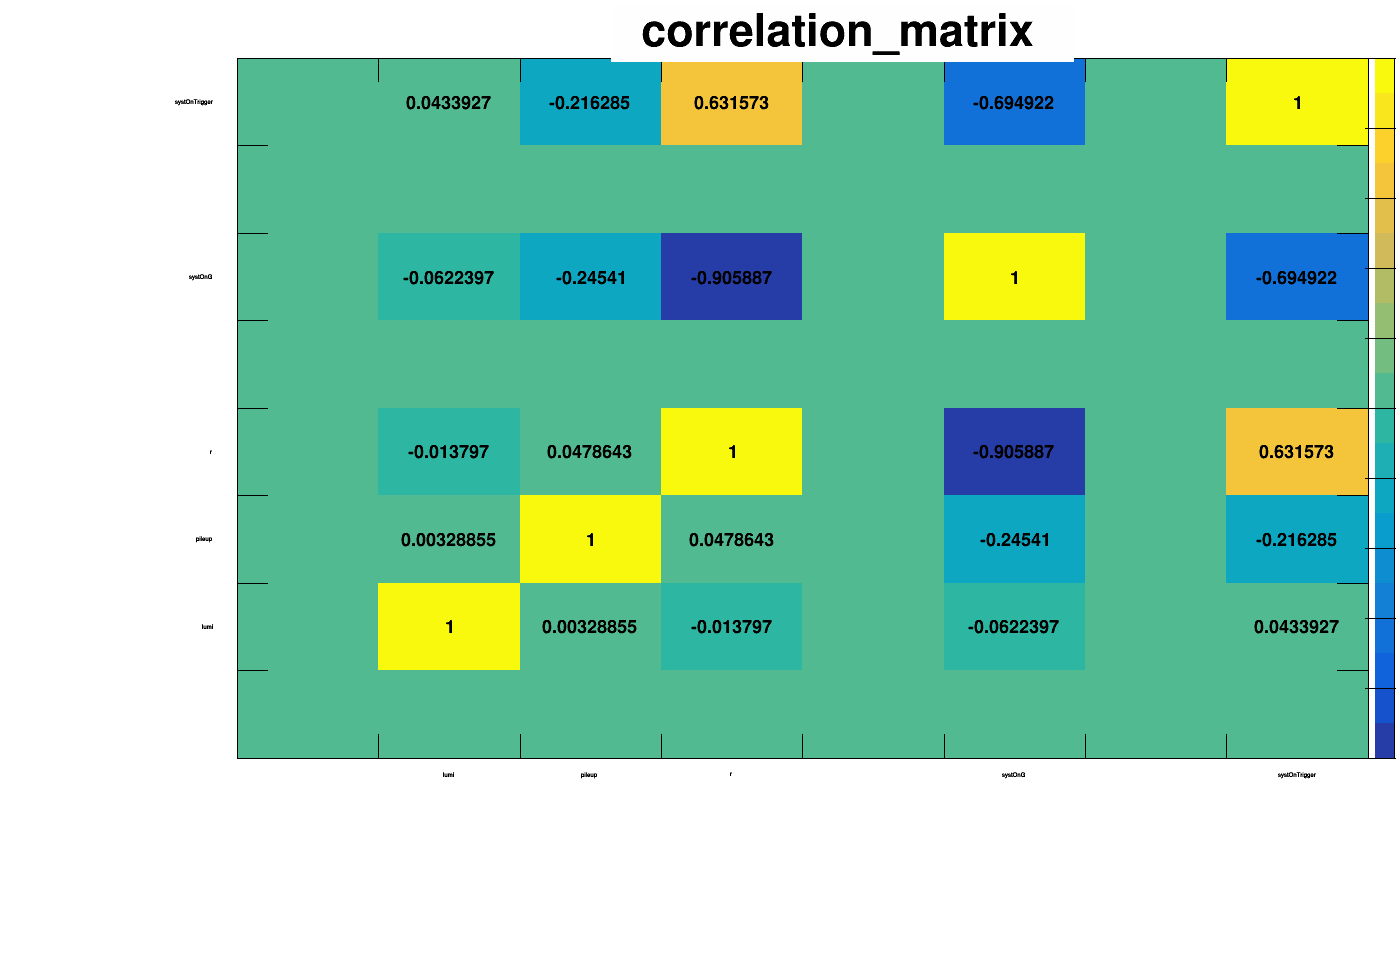 correlation_matrix
systOnTrigger 0.0433927 -0.216285 0.631573 -0.694922 1
systOnG -0.0622397 -0.24541 -0.905887 1 -0.694922
r -0.013797 0.0478643 1 -0.905887 0.631573
pileup 0.00328855 1 0.0478643 -0.24541 -0.216285
lumi 1 0.00328855 -0.013797 -0.0622397 0.0433927
lumi pileup r systOnG systOnTrigger